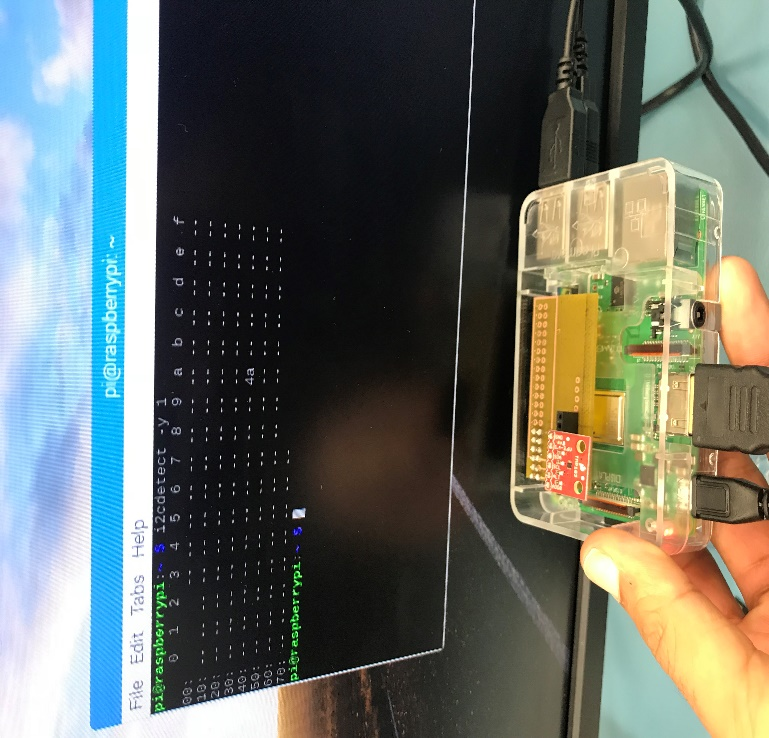 pi@raspberrypi: ~
File Edit Tabs Help
pi@raspberrypi:~ $ i2cdetect -y 1
     0  1  2  3  4  5  6  7  8  9  a  b  c  d  e  f
00:          -- -- -- -- -- -- -- -- -- -- -- -- --
10: -- -- -- -- -- -- -- -- -- -- -- -- -- -- -- --
20: -- -- -- -- -- -- -- -- -- -- -- -- -- -- -- --
30: -- -- -- -- -- -- -- -- -- -- -- -- -- -- -- --
40: -- -- -- -- -- -- -- -- -- -- 4a -- -- -- -- --
50: -- -- -- -- -- -- -- -- -- -- -- -- -- -- -- --
60: -- -- -- -- -- -- -- -- -- -- -- -- -- -- -- --
70: -- -- -- -- -- -- -- --
pi@raspberrypi:~ $